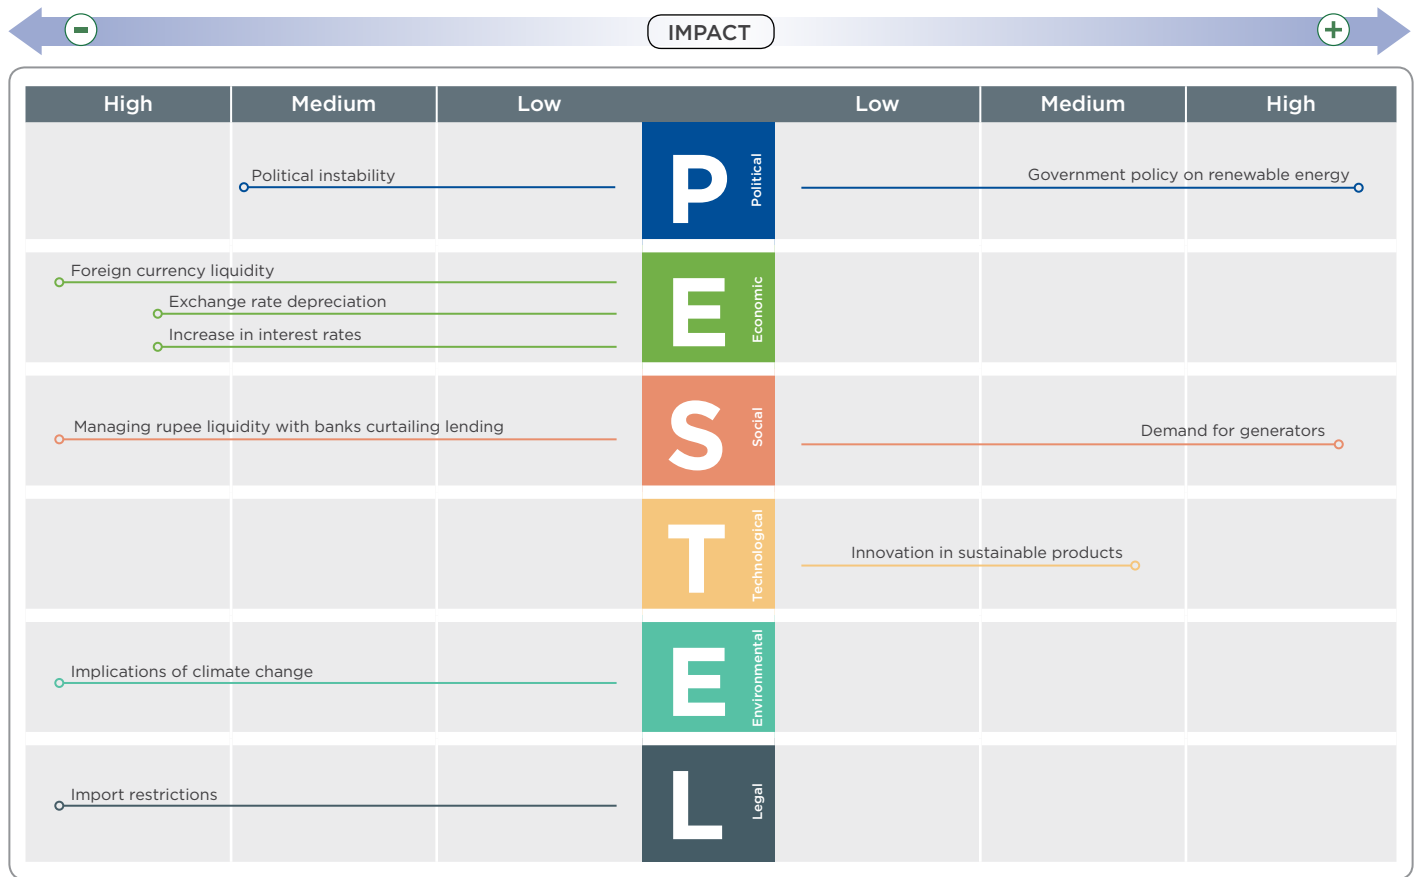 IMPACT
High Medium Low Low Medium High
Political instability
P
Political
Government policy on renewable energy
Foreign currency liquidity
Exchange rate depreciation
Increase in interest rates
E
Economic
Managing rupee liquidity with banks curtailing lending
S
Social
Demand for generators
T
Technological
Innovation in sustainable products
Implications of climate change
E
Environmental
Import restrictions
L
Legal